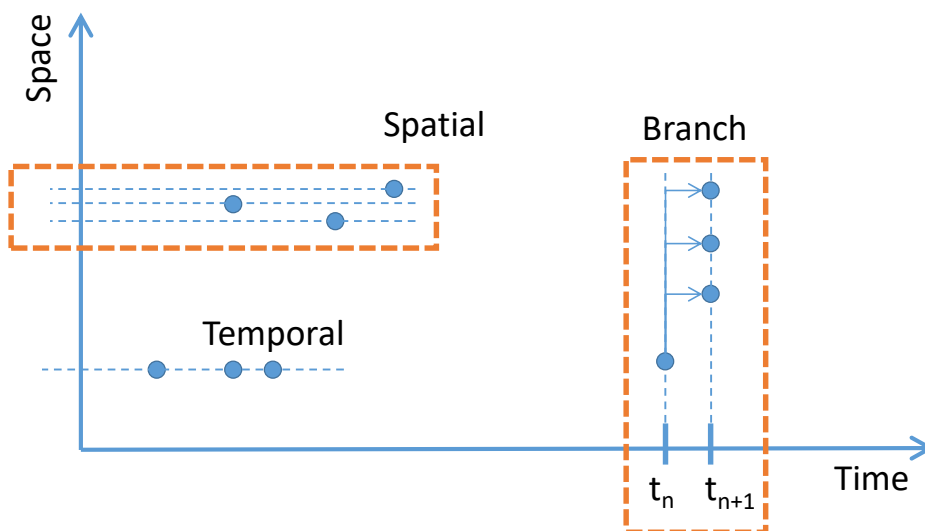 Space
Spatial
Branch
Temporal
Time
tₙ
tₙ₊₁